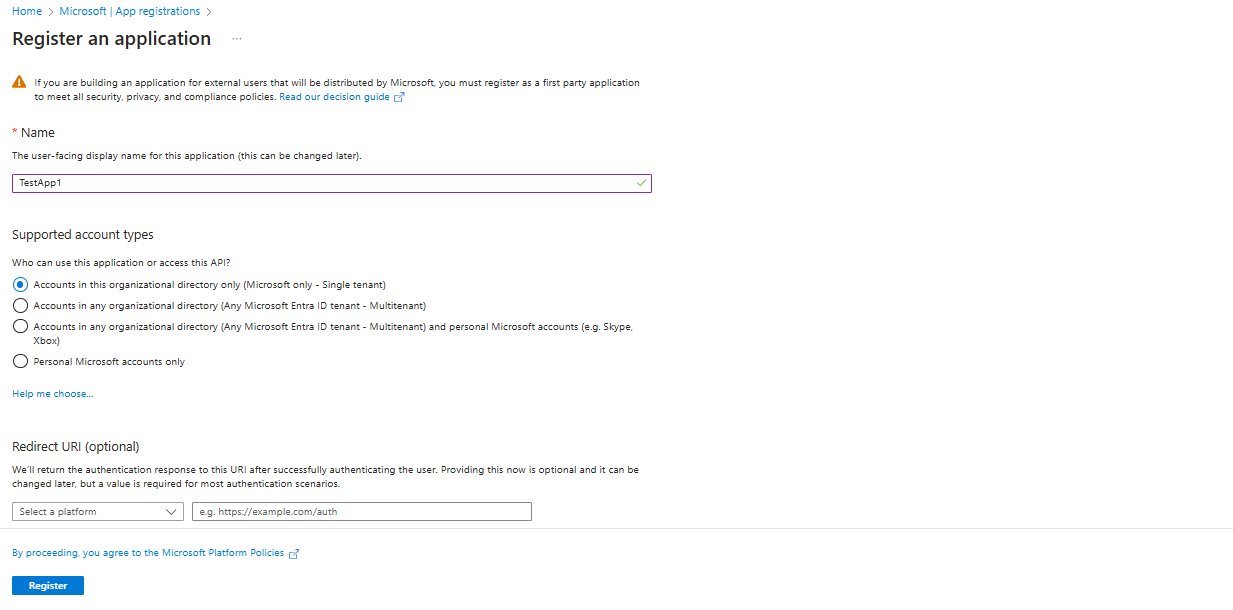 Home > Microsoft | App registrations >
Register an application ...
If you are building an application for external users that will be distributed by Microsoft, you must register as a first party application
to meet all security, privacy, and compliance policies. Read our decision guide
* Name
The user-facing display name for this application (this can be changed later).
TestApp1
Supported account types
Who can use this application or access this API?
Accounts in this organizational directory only (Microsoft only - Single tenant)
Accounts in any organizational directory (Any Microsoft Entra ID tenant - Multitenant)
Accounts in any organizational directory (Any Microsoft Entra ID tenant - Multitenant) and personal Microsoft accounts (e.g. Skype,
Xbox)
Personal Microsoft accounts only
Help me choose...
Redirect URI (optional)
We'll return the authentication response to this URI after successfully authenticating the user. Providing this now is optional and it can be
changed later, but a value is required for most authentication scenarios.
Select a platform e.g. https://example.com/auth
By proceeding, you agree to the Microsoft Platform Policies
Register